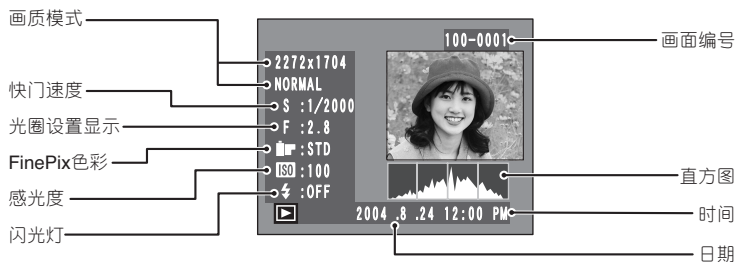 画质模式
快门速度
光圈设置显示
FinePix色彩
感光度
闪光灯
100-0001
2272x1704
NORMAL
S :1/2000
F :2.8
:STD
ISO :100
:OFF
2004 .8 .24 12:00 PM
画面编号
直方图
时间
日期